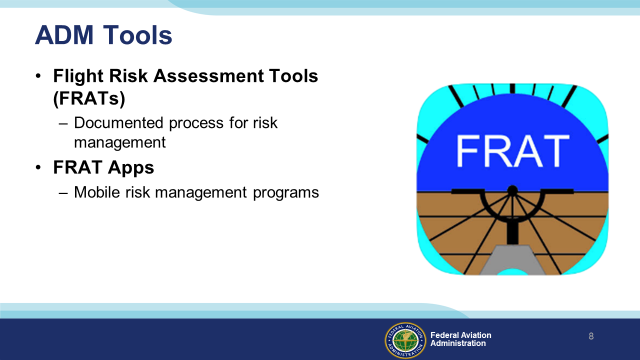 ADM Tools
• Flight Risk Assessment Tools
(FRATs)
– Documented process for risk
management
• FRAT Apps
– Mobile risk management programs
FRAT
Federal Aviation
Administration
8